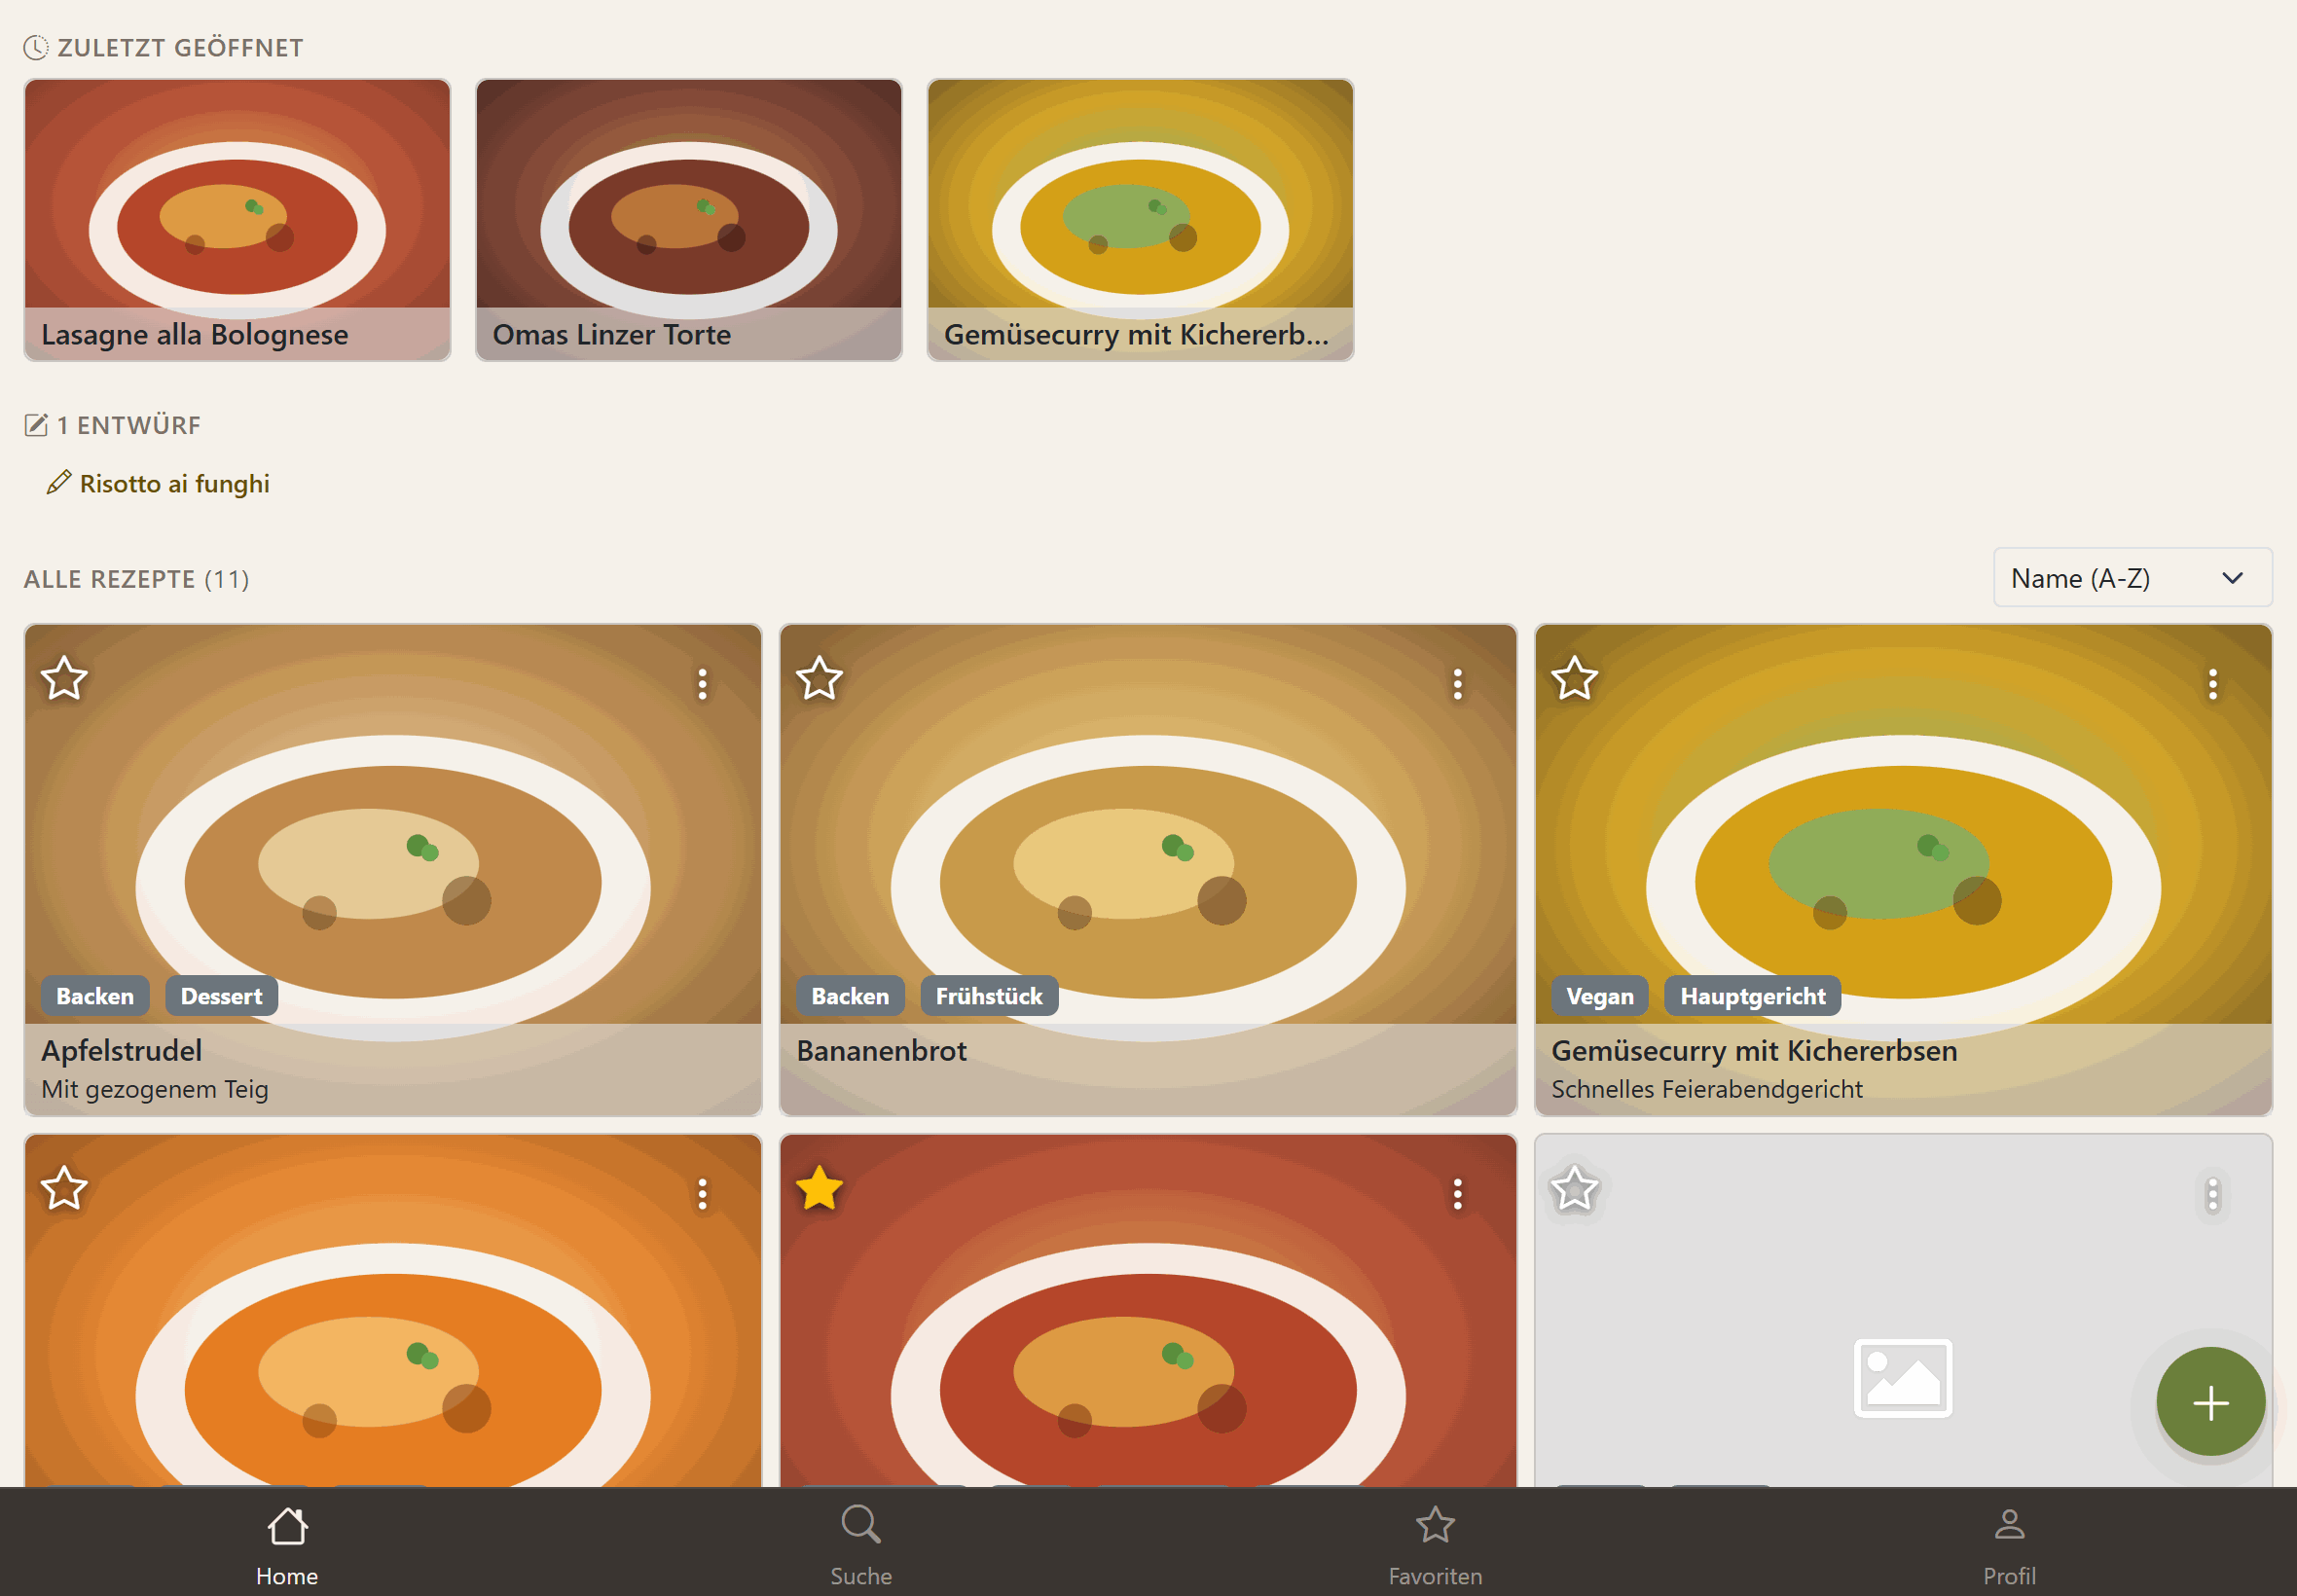 ZULETZT GEÖFFNET
Lasagne alla Bolognese
Omas Linzer Torte
Gemüsecurry mit Kichererb...
1 ENTWÜRF
Risotto ai funghi
ALLE REZEPTE (11)
Name (A-Z)
Backen Dessert
Apfelstrudel
Mit gezogenem Teig
Backen Frühstück
Bananenbrot
Vegan Hauptgericht
Gemüsecurry mit Kichererbsen
Schnelles Feierabendgericht
Home
Suche
Favoriten
Profil